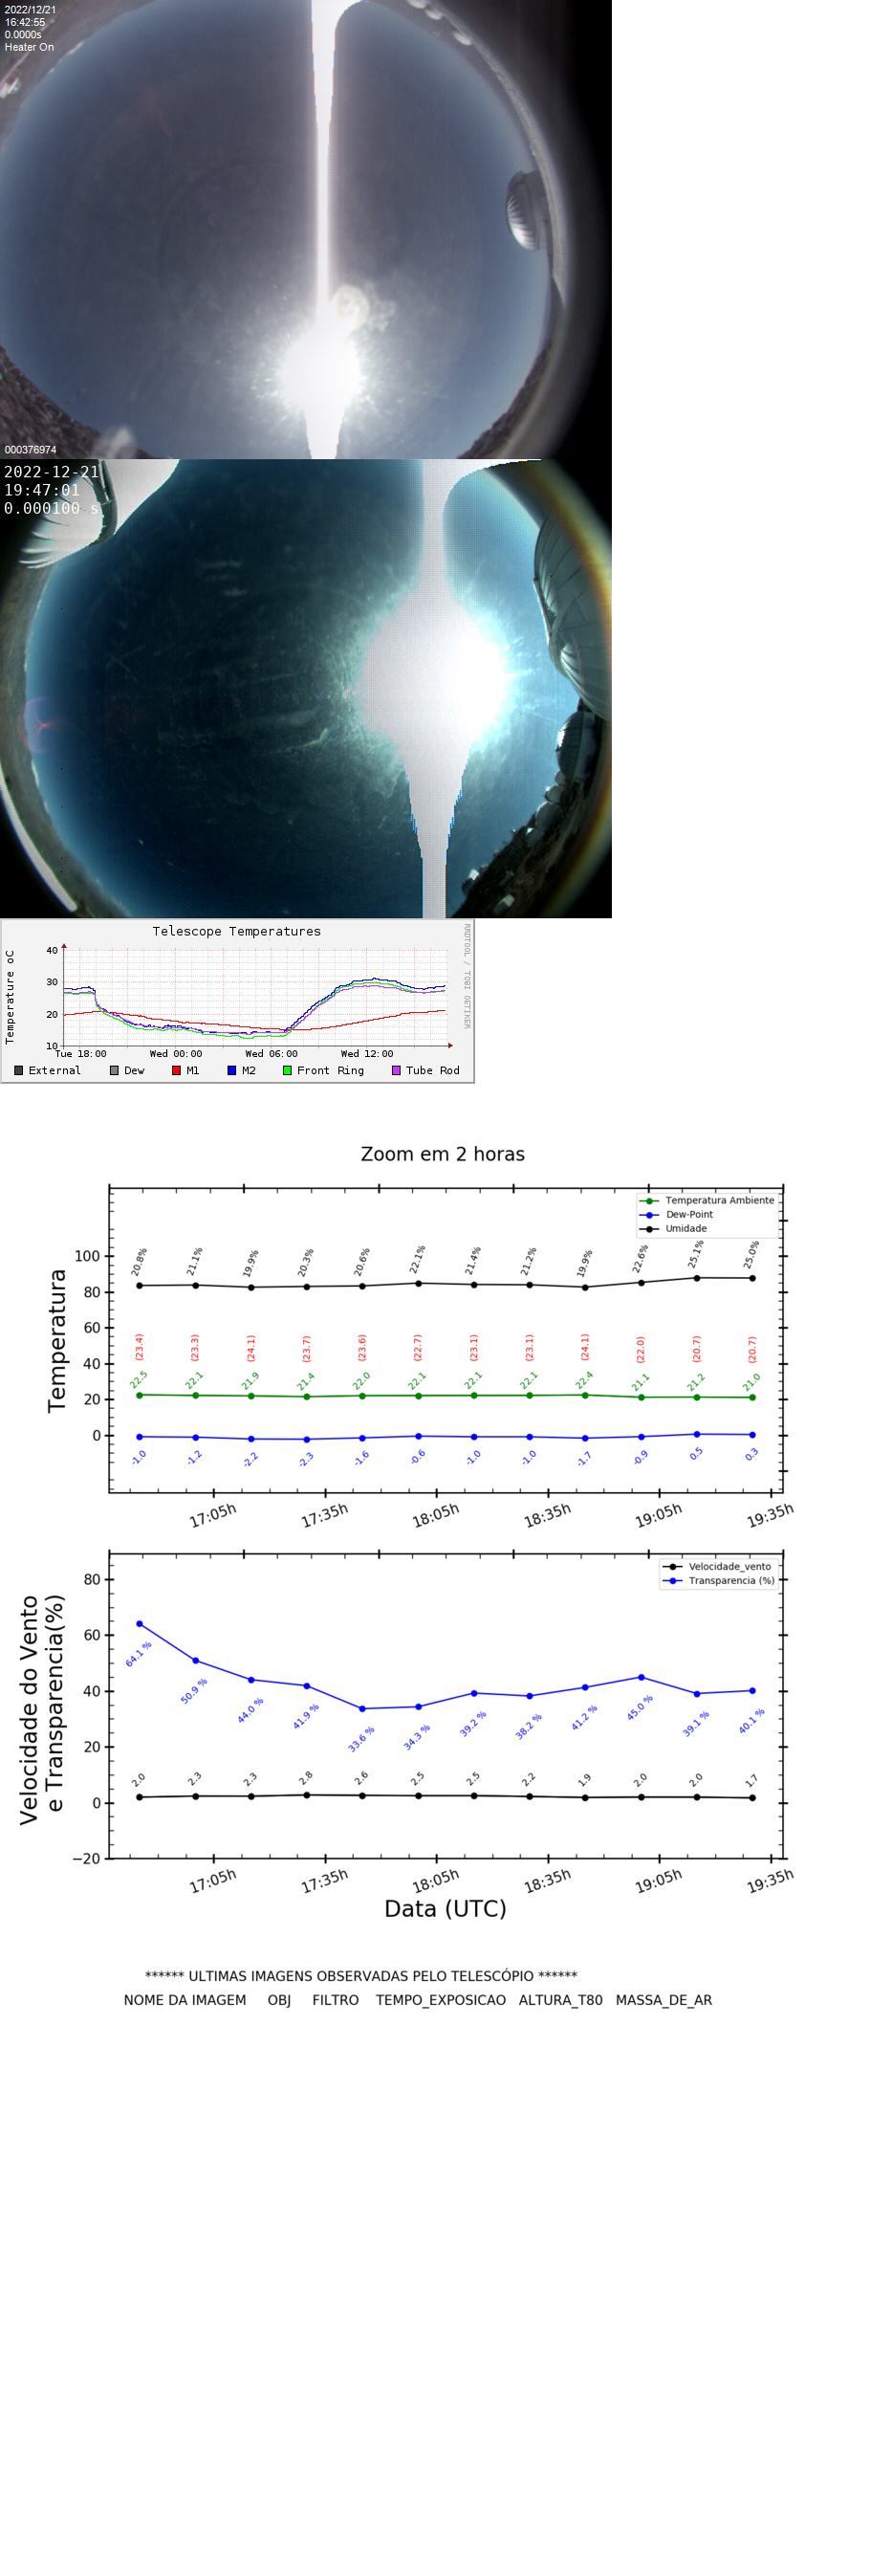 2022/12/21
16:42:55
0.0000s
Heater On
000376974
2022-12-21
19:47:01
0.000100 s
Telescope Temperatures
RRDTOOL / TOBI OETIKER
Temperature oC
40
30
20
10
Tue 18:00 Wed 00:00 Wed 06:00 Wed 12:00
External Dew M1 M2 Front Ring Tube Rod
Zoom em 2 horas
Temperatura Ambiente
Dew-Point
Umidade
Temperatura
100
80
60
40
20
0
20.8% 21.1% 19.9% 20.3% 20.6% 22.1% 21.4% 21.2% 19.9% 22.6% 25.1% 25.0%
(23.4) (23.3) (24.1) (23.7) (23.6) (22.7) (23.1) (23.1) (24.1) (22.0) (20.7) (20.7)
22.5 22.1 21.9 21.4 22.0 22.1 22.1 22.1 22.4 21.1 21.2 21.0
-1.0 -1.2 -2.2 -2.3 -1.6 -0.6 -1.0 -1.0 -1.7 -0.9 0.5 0.3
17:05h 17:35h 18:05h 18:35h 19:05h 19:35h
Velocidade_vento
Transparencia (%)
Velocidade do Vento
e Transparencia(%)
80
60
40
20
0
−20
64.1 % 50.9 % 44.0 % 41.9 % 33.6 % 34.3 % 39.2 % 38.2 % 41.2 % 45.0 % 39.1 % 40.1 %
2.0 2.3 2.3 2.8 2.6 2.5 2.5 2.2 1.9 2.0 2.0 1.7
17:05h 17:35h 18:05h 18:35h 19:05h 19:35h
Data (UTC)
****** ULTIMAS IMAGENS OBSERVADAS PELO TELESCÓPIO ******
NOME DA IMAGEM OBJ FILTRO TEMPO_EXPOSICAO ALTURA_T80 MASSA_DE_AR